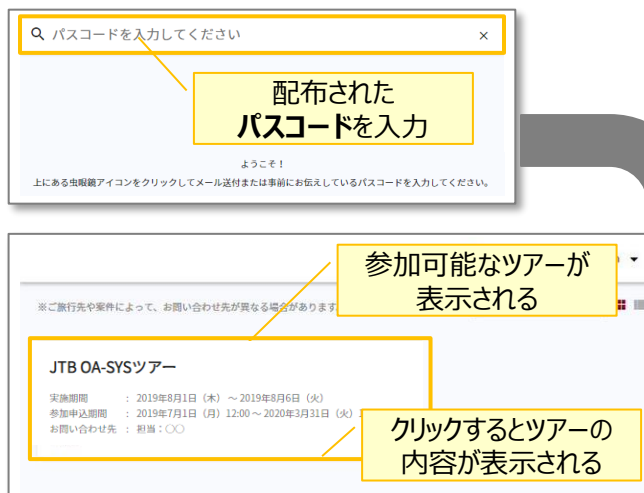 パスコードを入力してください ×
配布された
パスコードを入力
ようこそ！
上にある虫眼鏡アイコンをクリックしてメール送付または事前にお伝えしているパスコードを入力してください。
参加可能なツアーが
表示される
※ご旅行先や案件によって、お問い合わせ先が異なる場合があります
JTB OA-SYSツアー
実施期間 : 2019年8月1日（木）～2019年8月6日（火）
参加申込期間 : 2019年7月1日（月）12:00～2020年3月31日（火）
お問い合わせ先 : 担当：○○
クリックするとツアーの
内容が表示される